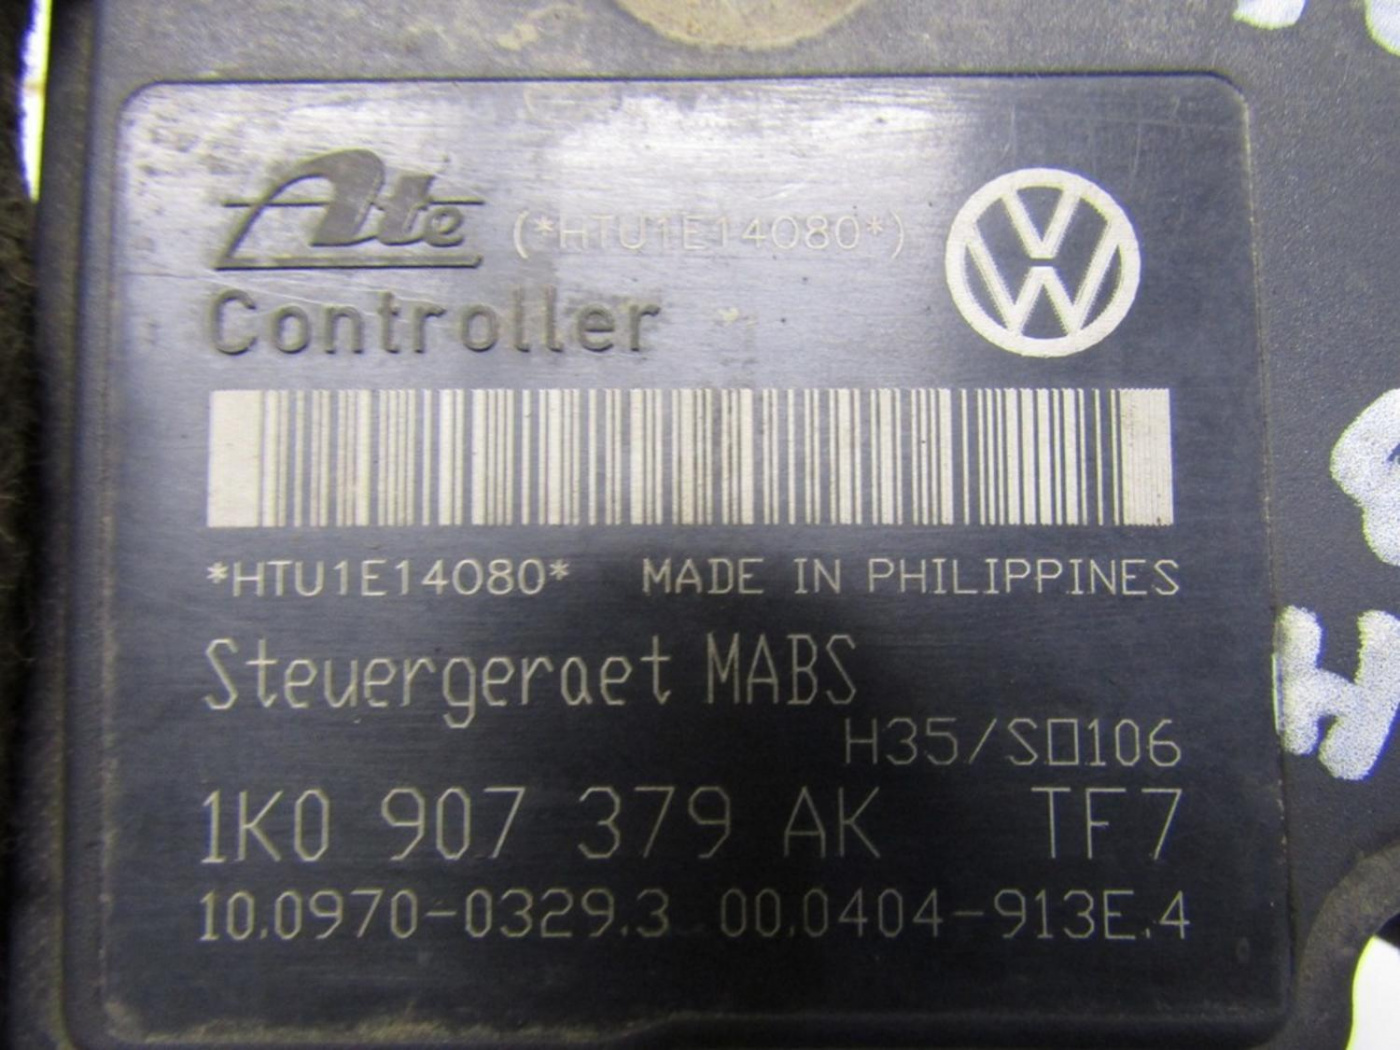 Ate (*HTU1E14080*)
Controller
*HTU1E14080* MADE IN PHILIPPINES
Steuergeraet MABS
H35/S□106
1K0 907 379 AK TF7
10.0970-0329.3 00.0404-913E.4